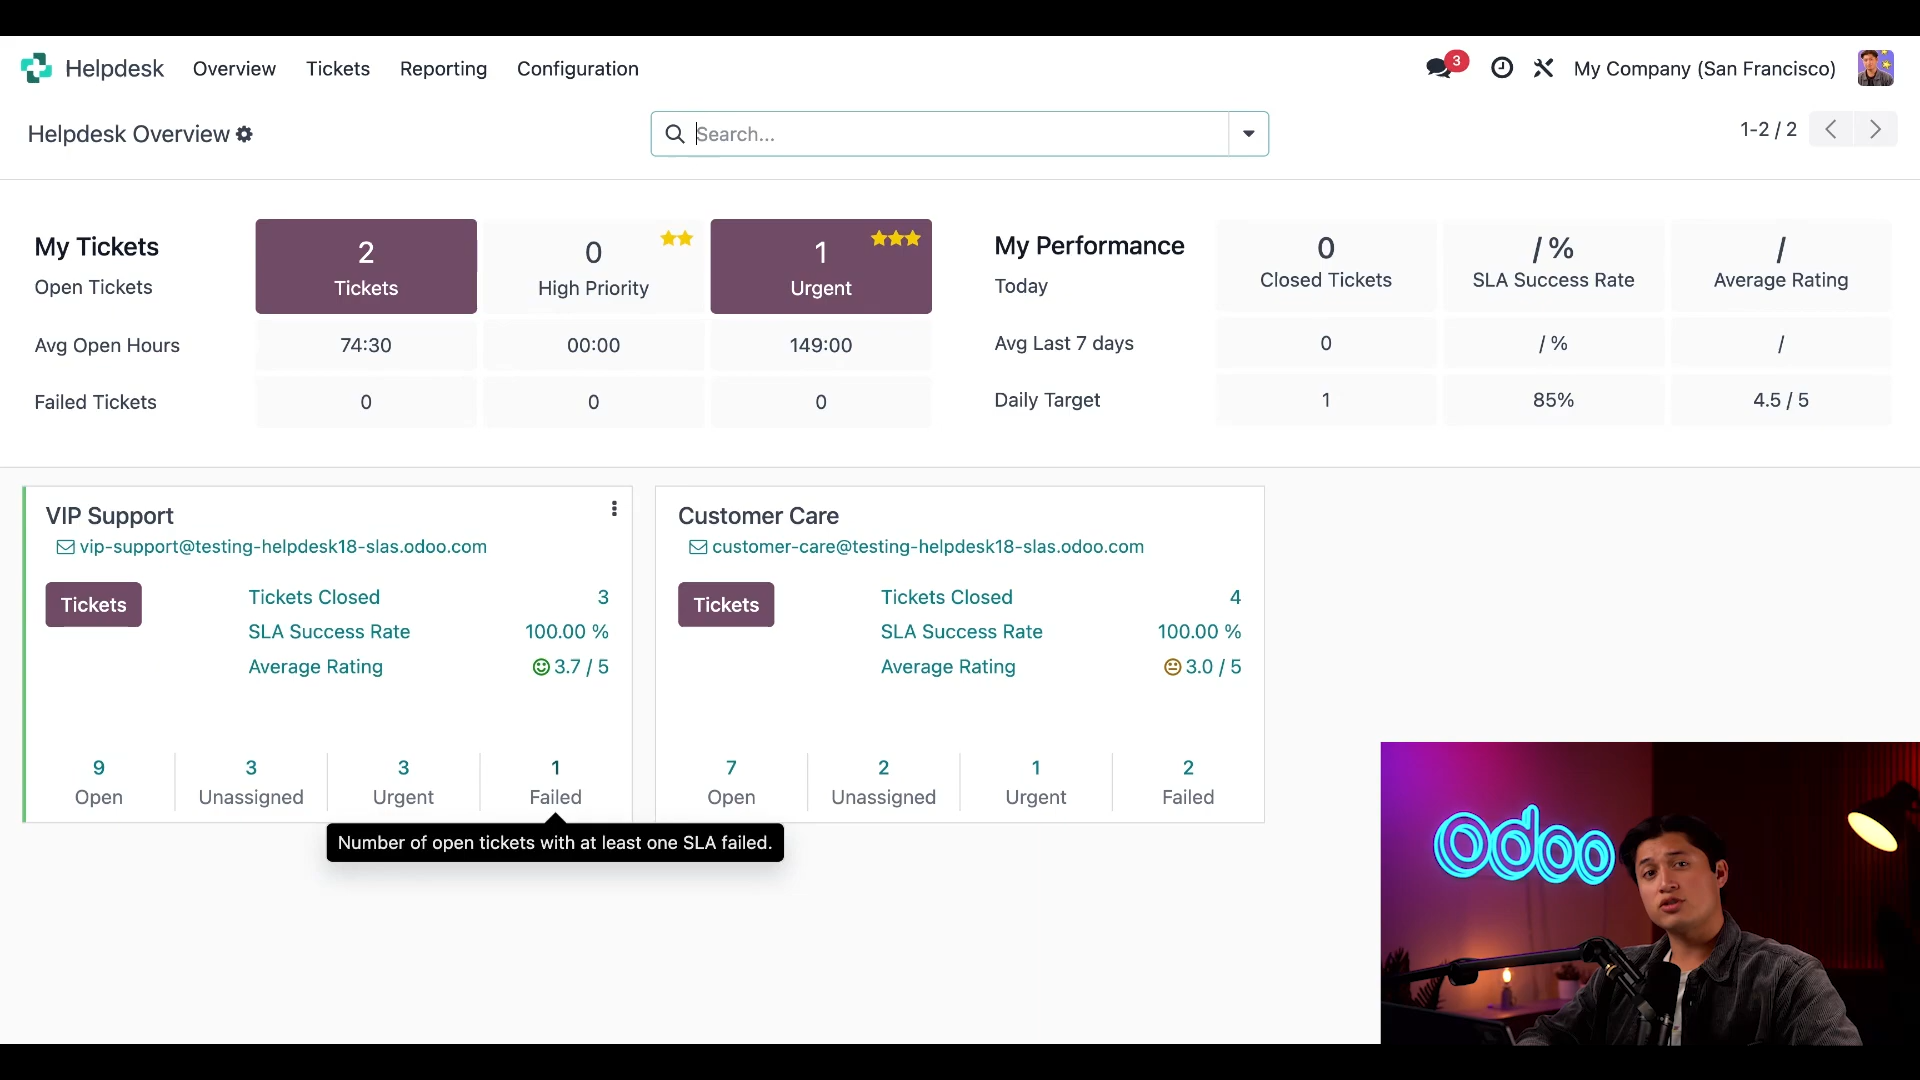 Helpdesk Overview Tickets Reporting Configuration 3 My Company (San Francisco)
Helpdesk Overview Search... 1-2 / 2
My Tickets
Open Tickets
2 Tickets
0 High Priority
1 Urgent
Avg Open Hours 74:30 00:00 149:00
Failed Tickets 0 0 0
My Performance
Today
0 Closed Tickets
/ % SLA Success Rate
/ Average Rating
Avg Last 7 days 0 / % /
Daily Target 1 85% 4.5 / 5
VIP Support
vip-support@testing-helpdesk18-slas.odoo.com
Tickets
Tickets Closed 3
SLA Success Rate 100.00 %
Average Rating 3.7 / 5
9 3 3 1
Open Unassigned Urgent Failed
Number of open tickets with at least one SLA failed.
Customer Care
customer-care@testing-helpdesk18-slas.odoo.com
Tickets
Tickets Closed 4
SLA Success Rate 100.00 %
Average Rating 3.0 / 5
7 2 1 2
Open Unassigned Urgent Failed
odoo